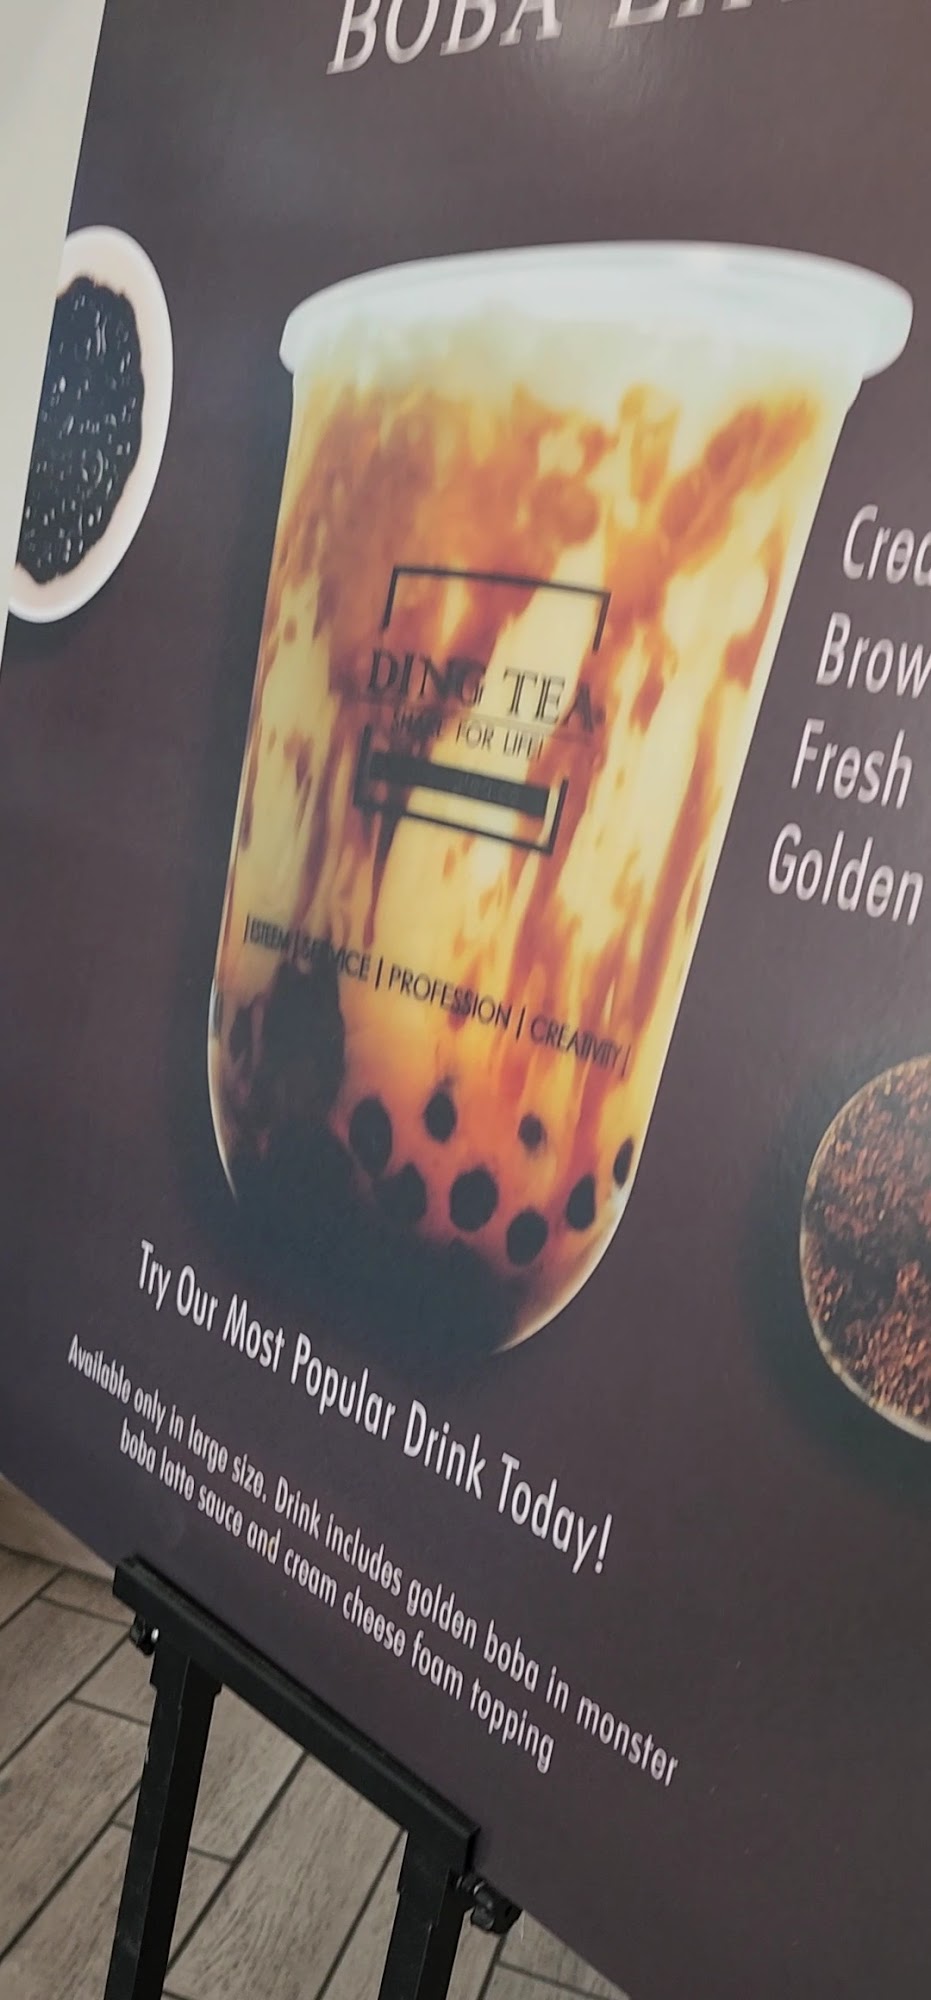 BOBA
Crea
Brow
Fresh
Golden
DING TEA
FOR LIFE!
|ESTEEM|SERVICE|PROFESSION|CREATIVITY|
Try Our Most Popular Drink Today!
Available only in large size. Drink includes golden boba in monster
boba latte sauce and cream cheese foam topping